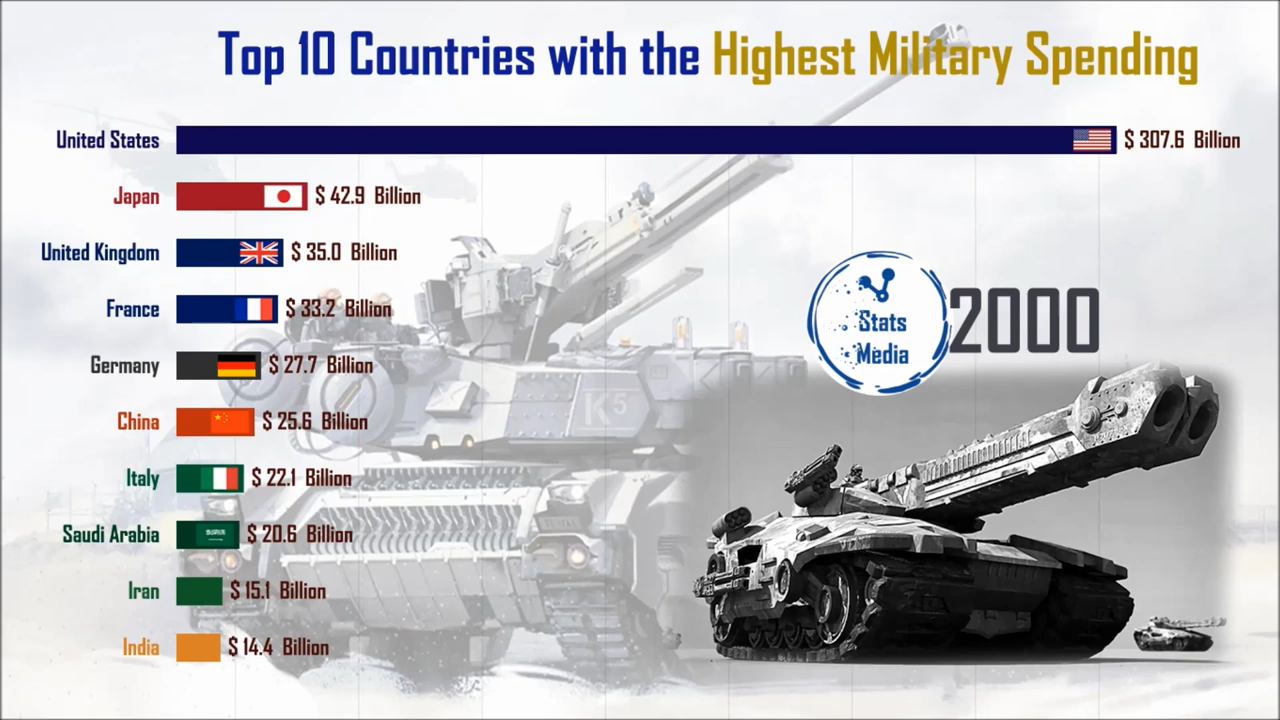 Top 10 Countries with the Highest Military Spending
United States $ 307.6 Billion
Japan $ 42.9 Billion
United Kingdom $ 35.0 Billion
France $ 33.2 Billion
Germany $ 27.7 Billion
China $ 25.6 Billion
Italy $ 22.1 Billion
Saudi Arabia $ 20.6 Billion
Iran $ 15.1 Billion
India $ 14.4 Billion
Stats
Media
2000
K5